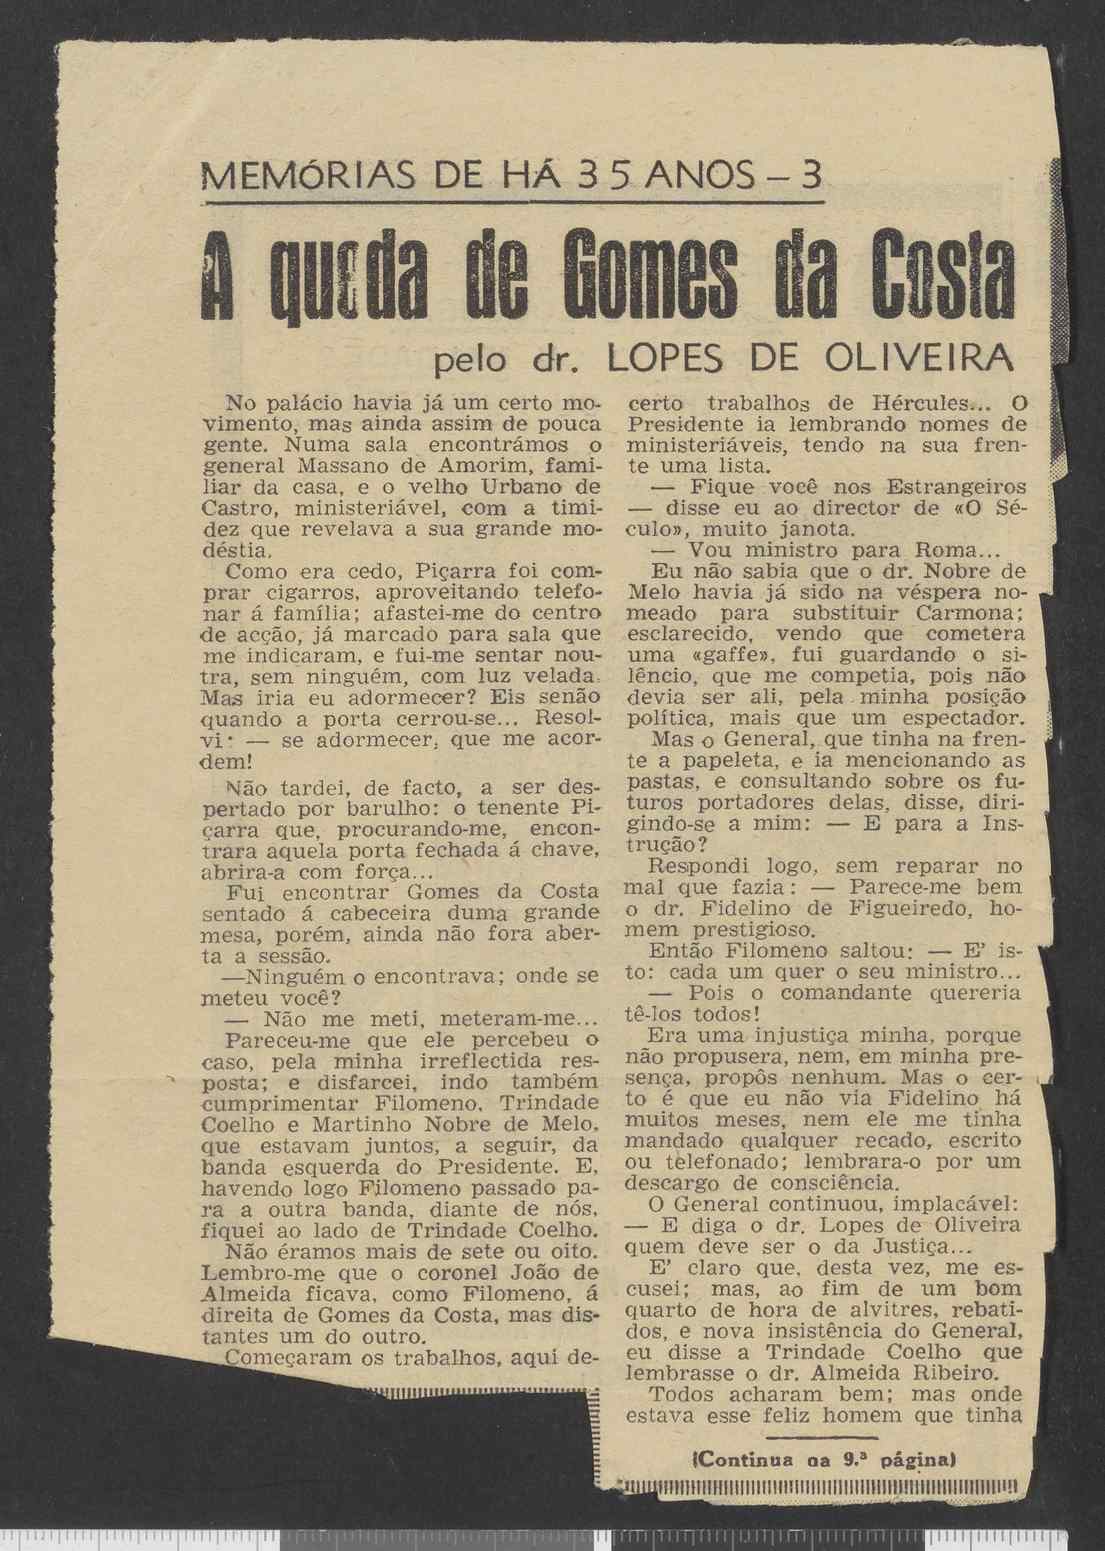 MEMÓRIAS DE HÁ 35 ANOS – 3
A queda de Gomes da Costa
pelo dr. LOPES DE OLIVEIRA
No palácio havia já um certo mo-
vimento, mas ainda assim de pouca
gente. Numa sala encontrámos o
general Massano de Amorim, fami-
liar da casa, e o velho Urbano de
Castro, ministeriável, com a timi-
dez que revelava a sua grande mo-
déstia.
Como era cedo, Piçarra foi com-
prar cigarros, aproveitando telefo-
nar á família; afastei-me do centro
de acção, já marcado para sala que
me indicaram, e fui-me sentar nou-
tra, sem ninguém, com luz velada.
Mas iria eu adormecer? Eis senão
quando a porta cerrou-se... Resol-
vi: — se adormecer, que me acor-
dem!
Não tardei, de facto, a ser des-
pertado por barulho: o tenente Pi-
çarra que, procurando-me, encon-
trara aquela porta fechada á chave,
abrira-a com força...
Fui encontrar Gomes da Costa
sentado á cabeceira duma grande
mesa, porém, ainda não fora aber-
ta a sessão.
—Ninguém o encontrava; onde se
meteu você?
— Não me meti, meteram-me...
Pareceu-me que ele percebeu o
caso, pela minha irreflectida res-
posta; e disfarcei, indo também
cumprimentar Filomeno, Trindade
Coelho e Martinho Nobre de Melo,
que estavam juntos, a seguir, da
banda esquerda do Presidente. E,
havendo logo Filomeno passado pa-
ra a outra banda, diante de nós,
fiquei ao lado de Trindade Coelho.
Não éramos mais de sete ou oito.
Lembro-me que o coronel João de
Almeida ficava, como Filomeno, á
direita de Gomes da Costa, mas dis-
tantes um do outro.
Começaram os trabalhos, aqui de-
certo trabalhos de Hércules... O
Presidente ia lembrando nomes de
ministeriáveis, tendo na sua fren-
te uma lista.
— Fique você nos Estrangeiros
— disse eu ao director de «O Sé-
culo», muito janota.
— Vou ministro para Roma...
Eu não sabia que o dr. Nobre de
Melo havia já sido na véspera no-
meado para substituir Carmona;
esclarecido, vendo que cometera
uma «gaffe», fui guardando o si-
lêncio, que me competia, pois não
devia ser ali, pela minha posição
política, mais que um espectador.
Mas o General, que tinha na fren-
te a papeleta, e ia mencionando as
pastas, e consultando sobre os fu-
turos portadores delas, disse, diri-
gindo-se a mim: — E para a Ins-
trução?
Respondi logo, sem reparar no
mal que fazia: — Parece-me bem
o dr. Fidelino de Figueiredo, ho-
mem prestigioso.
Então Filomeno saltou: — E' is-
to: cada um quer o seu ministro...
— Pois o comandante quereria
tê-los todos!
Era uma injustiça minha, porque
não propusera, nem, em minha pre-
sença, propôs nenhum. Mas o cer-
to é que eu não via Fidelino há
muitos meses, nem ele me tinha
mandado qualquer recado, escrito
ou telefonado; lembrara-o por um
descargo de consciência.
O General continuou, implacável:
— E diga o dr. Lopes de Oliveira
quem deve ser o da Justiça...
E' claro que, desta vez, me es-
cusei; mas, ao fim de um bom
quarto de hora de alvitres, rebati-
dos, e nova insistência do General,
eu disse a Trindade Coelho que
lembrasse o dr. Almeida Ribeiro.
Todos acharam bem; mas onde
estava esse feliz homem que tinha
(Continua na 9.ª página)